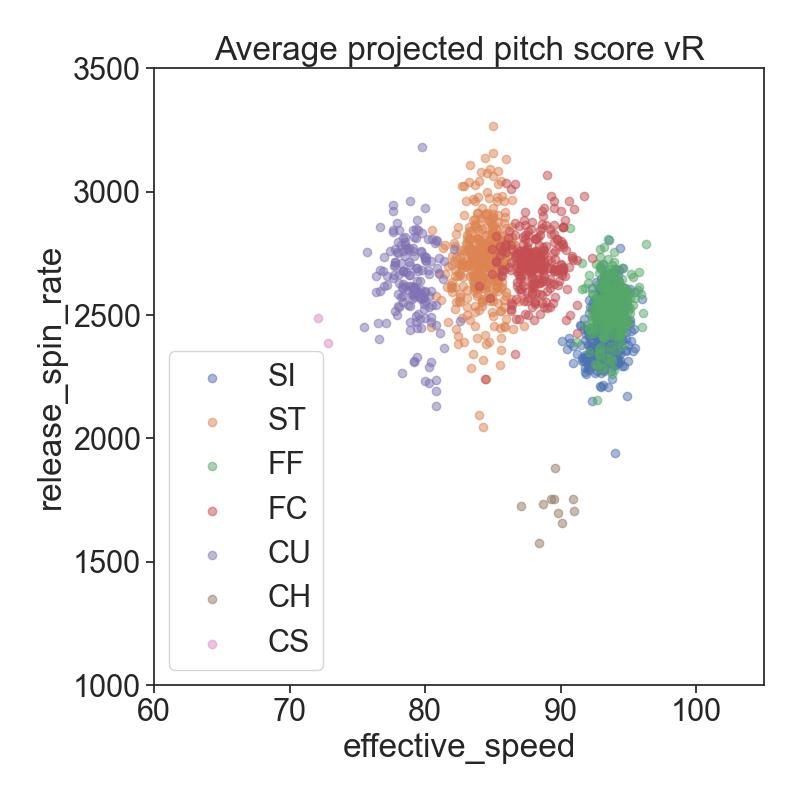 Average projected pitch score vR
3500
3000
2500
2000
1500
1000
release_spin_rate
SI
ST
FF
FC
CU
CH
CS
60 70 80 90 100
effective_speed